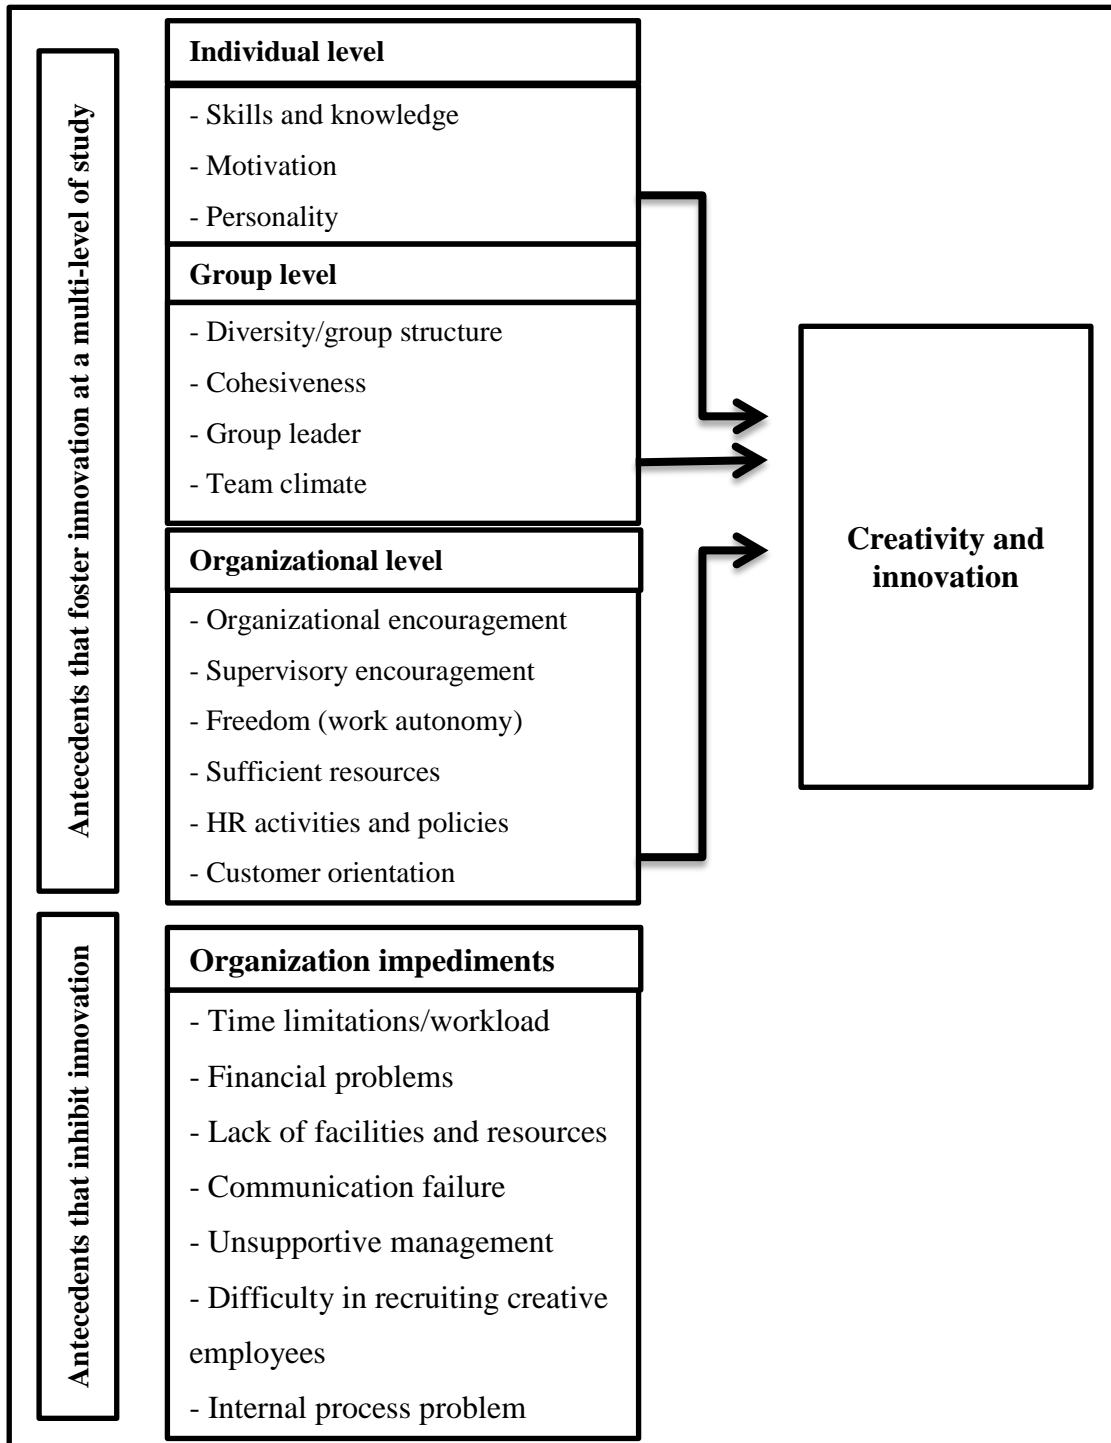 Antecedents that foster innovation at a multi-level of study
Individual level
- Skills and knowledge
- Motivation
- Personality
Group level
- Diversity/group structure
- Cohesiveness
- Group leader
- Team climate
Organizational level
- Organizational encouragement
- Supervisory encouragement
- Freedom (work autonomy)
- Sufficient resources
- HR activities and policies
- Customer orientation
Creativity and
innovation
Antecedents that inhibit innovation
Organization impediments
- Time limitations/workload
- Financial problems
- Lack of facilities and resources
- Communication failure
- Unsupportive management
- Difficulty in recruiting creative
employees
- Internal process problem